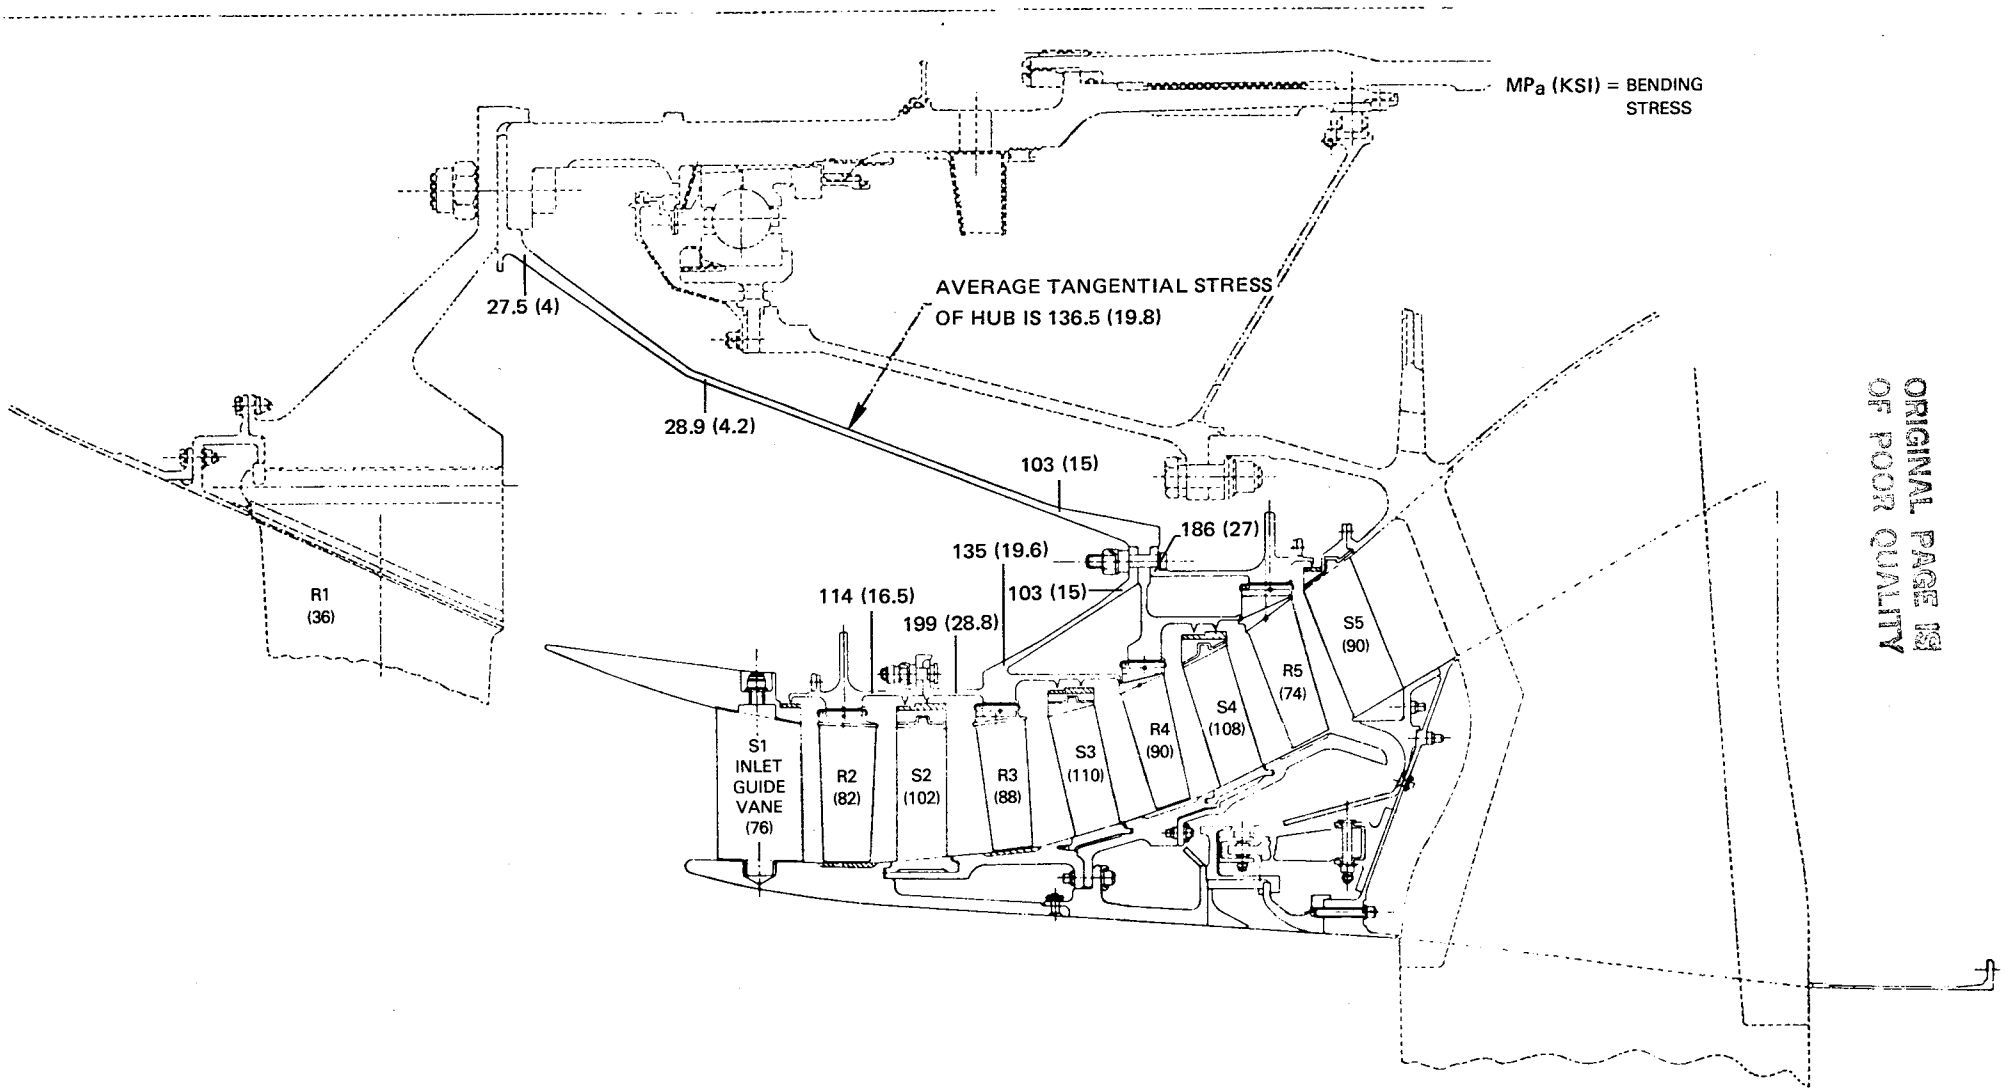 MPa (KSI) = BENDING
STRESS
27.5 (4)
AVERAGE TANGENTIAL STRESS
OF HUB IS 136.5 (19.8)
28.9 (4.2)
103 (15)
186 (27)
135 (19.6)
103 (15)
114 (16.5)
199 (28.8)
R1
(36)
S1
INLET
GUIDE
VANE
(76)
R2
(82)
S2
(102)
R3
(88)
S3
(110)
R4
(90)
S4
(108)
R5
(74)
S5
(90)
ORIGINAL PAGE IS
OF POOR QUALITY